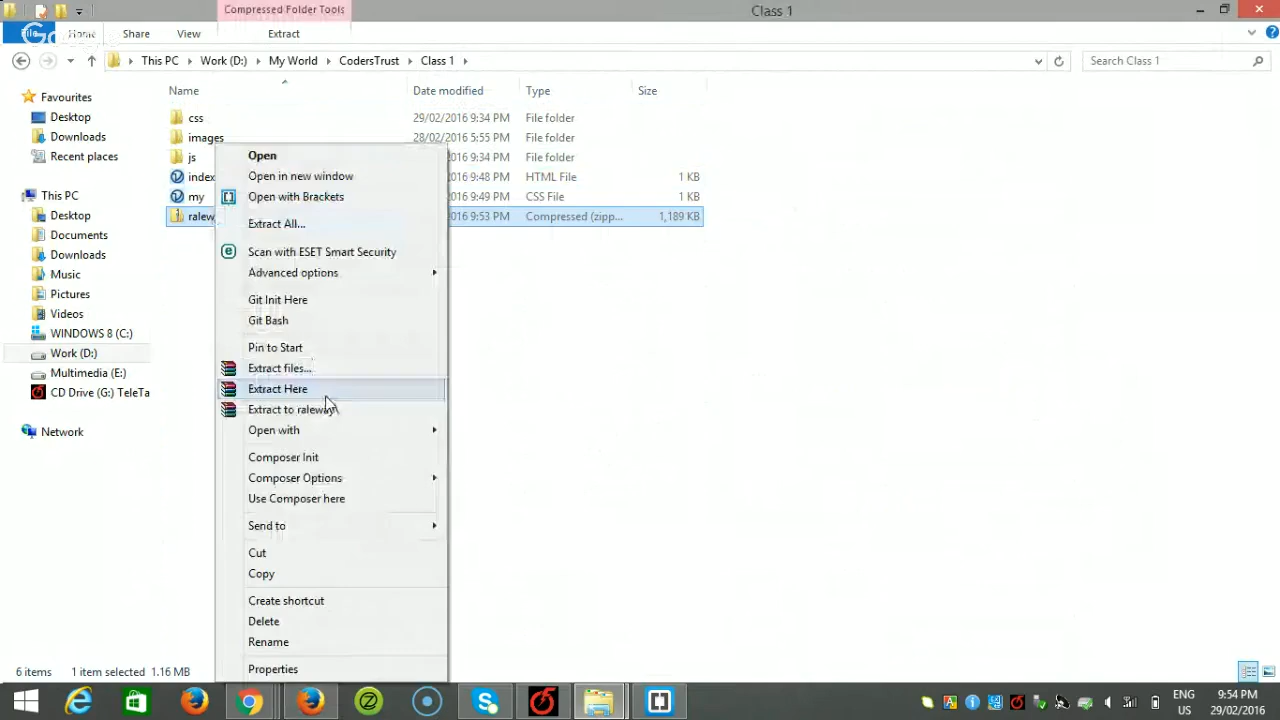 Compressed Folder Tools
Class 1
Home
Share
View
Extract
This PC
Work (D:)
My World
CodersTrust
Class 1
Search Class 1
Name
Date modified
Type
Size
Favourites
Desktop
Downloads
Recent places
This PC
Desktop
Documents
Downloads
Music
Pictures
Videos
WINDOWS 8 (C:)
Work (D:)
Multimedia (E:)
CD Drive (G:) TeleTa
Network
css
29/02/2016 9:34 PM
File folder
images
28/02/2016 5:55 PM
File folder
js
2016 9:34 PM
File folder
index
2016 9:48 PM
HTML File
1 KB
my
2016 9:49 PM
CSS File
1 KB
ralew
2016 9:53 PM
Compressed (zipp...
1,189 KB
Open
Open in new window
Open with Brackets
Extract All...
Scan with ESET Smart Security
Advanced options
Git Init Here
Git Bash
Pin to Start
Extract files...
Extract Here
Extract to raleway\
Open with
Composer Init
Composer Options
Use Composer here
Send to
Cut
Copy
Create shortcut
Delete
Rename
Properties
6 items
1 item selected 1.16 MB
ENG
US
9:54 PM
29/02/2016